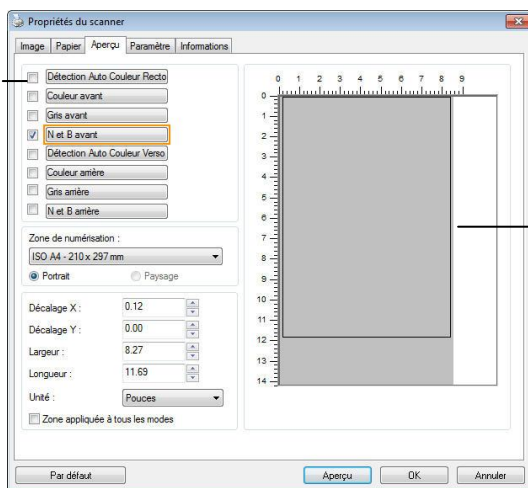 Propriétés du scanner
Image Papier Aperçu Paramètre Informations
Détection Auto Couleur Recto
Couleur avant
Gris avant
N et B avant
Détection Auto Couleur Verso
Couleur arrière
Gris arrière
N et B arrière
Zone de numérisation :
ISO A4 - 210 x 297 mm
Portrait Paysage
Décalage X : 0.12
Décalage Y : 0.00
Largeur : 8.27
Longueur : 11.69
Unité : Pouces
Zone appliquée à tous les modes
0 1 2 3 4 5 6 7 8 9
0
1
2
3
4
5
6
7
8
9
10
11
12
13
14
Par défaut Aperçu OK Annuler